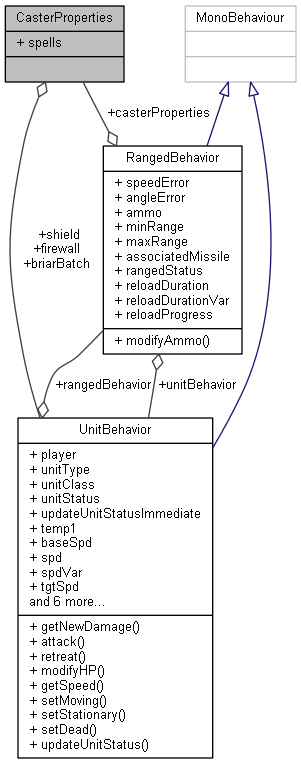 CasterProperties
+ spells
MonoBehaviour
+casterProperties
RangedBehavior
+ speedError
+ angleError
+ ammo
+ minRange
+ maxRange
+ associatedMissile
+ rangedStatus
+ reloadDuration
+ reloadDurationVar
+ reloadProgress
+ modifyAmmo()
+shield
+firewall
+briarBatch
+rangedBehavior
+unitBehavior
UnitBehavior
+ player
+ unitType
+ unitClass
+ unitStatus
+ updateUnitStatusImmediate
+ temp1
+ baseSpd
+ spd
+ spdVar
+ tgtSpd
and 6 more...
+ getNewDamage()
+ attack()
+ retreat()
+ modifyHP()
+ getSpeed()
+ setMoving()
+ setStationary()
+ setDead()
+ updateUnitStatus()